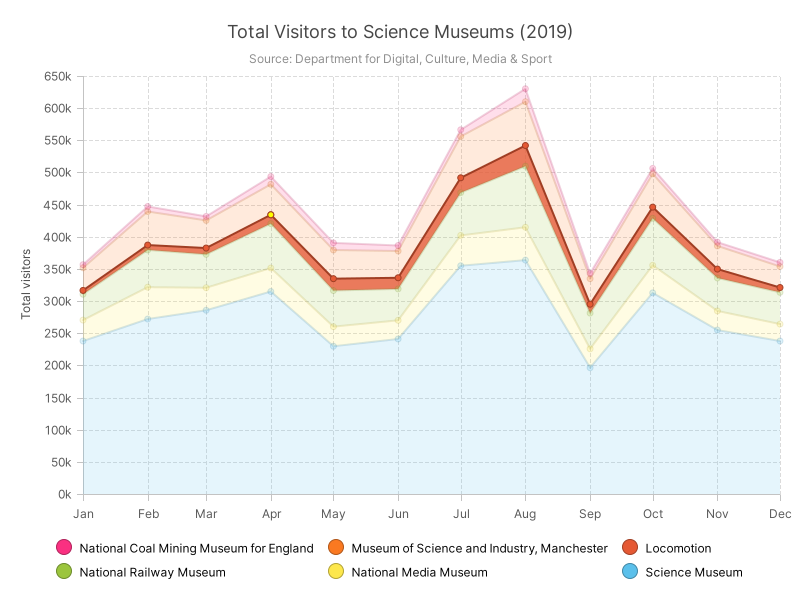 Total Visitors to Science Museums (2019)
Source: Department for Digital, Culture, Media & Sport
Total visitors
650k
600k
550k
500k
450k
400k
350k
300k
250k
200k
150k
100k
50k
0k
Jan Feb Mar Apr May Jun Jul Aug Sep Oct Nov Dec
National Coal Mining Museum for England Museum of Science and Industry, Manchester Locomotion
National Railway Museum National Media Museum Science Museum